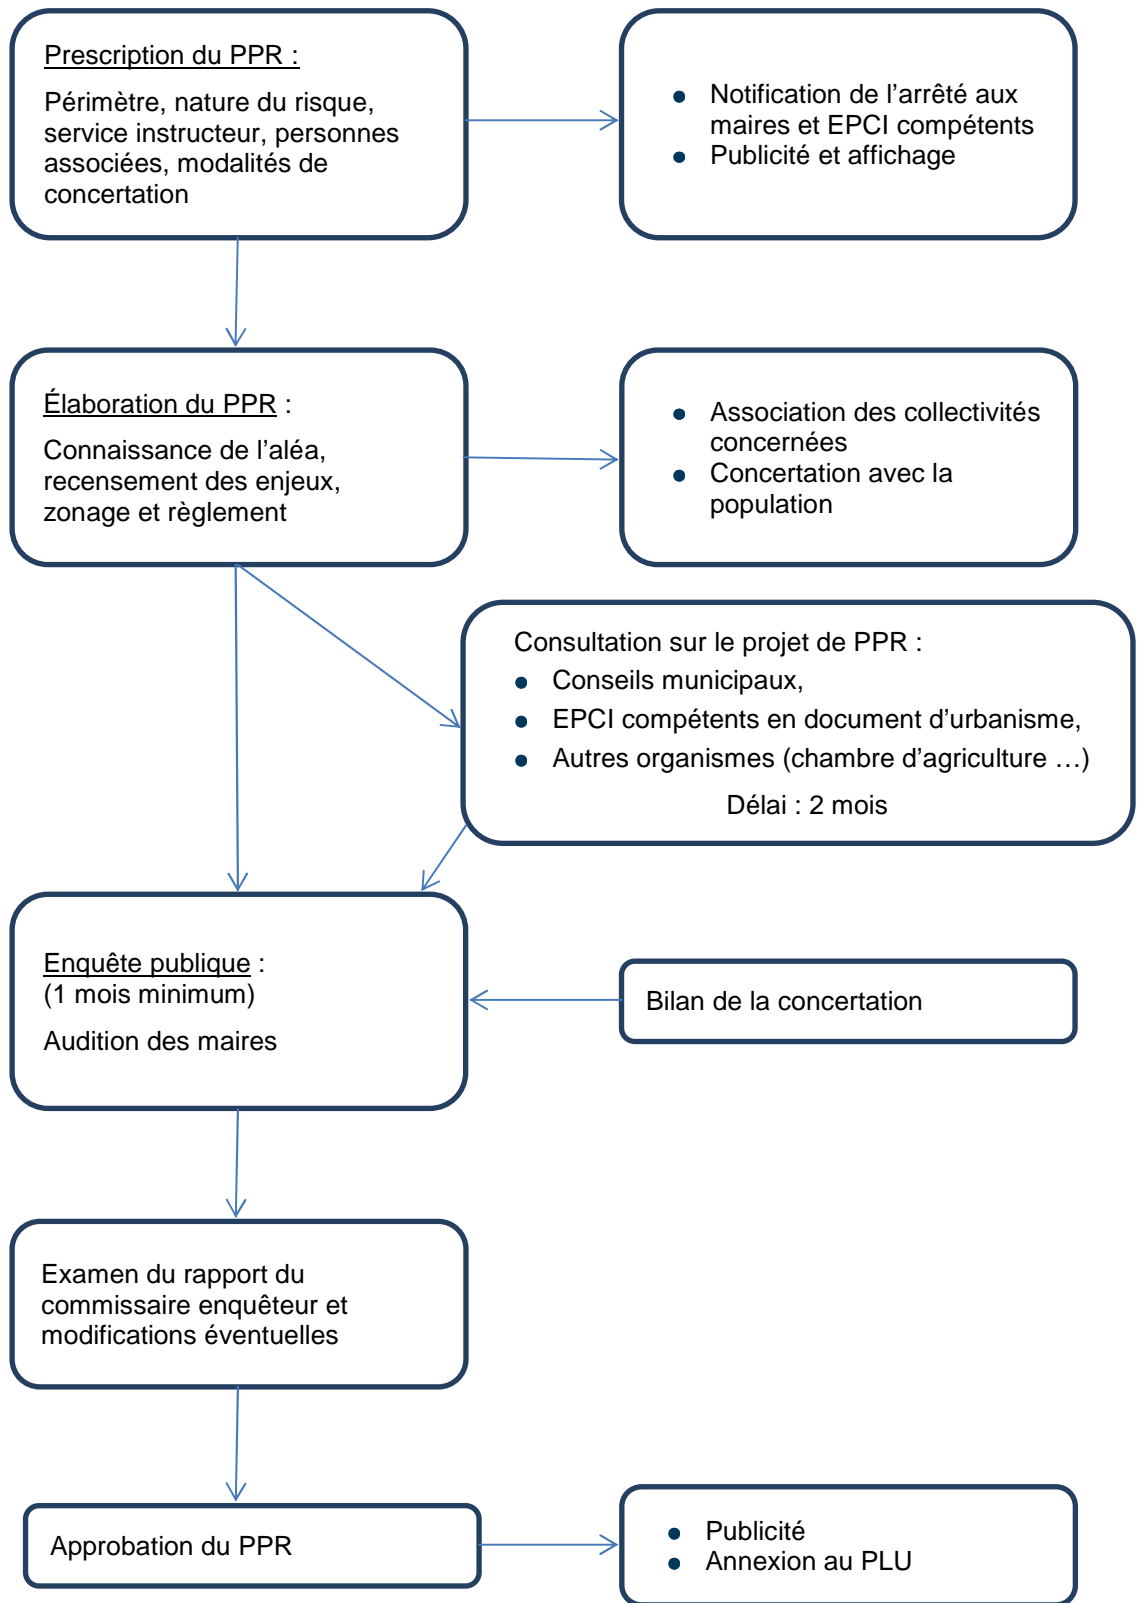 Prescription du PPR :
Périmètre, nature du risque,
service instructeur, personnes
associées, modalités de
concertation
● Notification de l’arrêté aux
maires et EPCI compétents
● Publicité et affichage
Élaboration du PPR :
Connaissance de l’aléa,
recensement des enjeux,
zonage et règlement
● Association des collectivités
concernées
● Concertation avec la
population
Consultation sur le projet de PPR :
● Conseils municipaux,
● EPCI compétents en document d’urbanisme,
● Autres organismes (chambre d’agriculture …)
Délai : 2 mois
Enquête publique :
(1 mois minimum)
Audition des maires
Bilan de la concertation
Examen du rapport du
commissaire enquêteur et
modifications éventuelles
Approbation du PPR
● Publicité
● Annexion au PLU